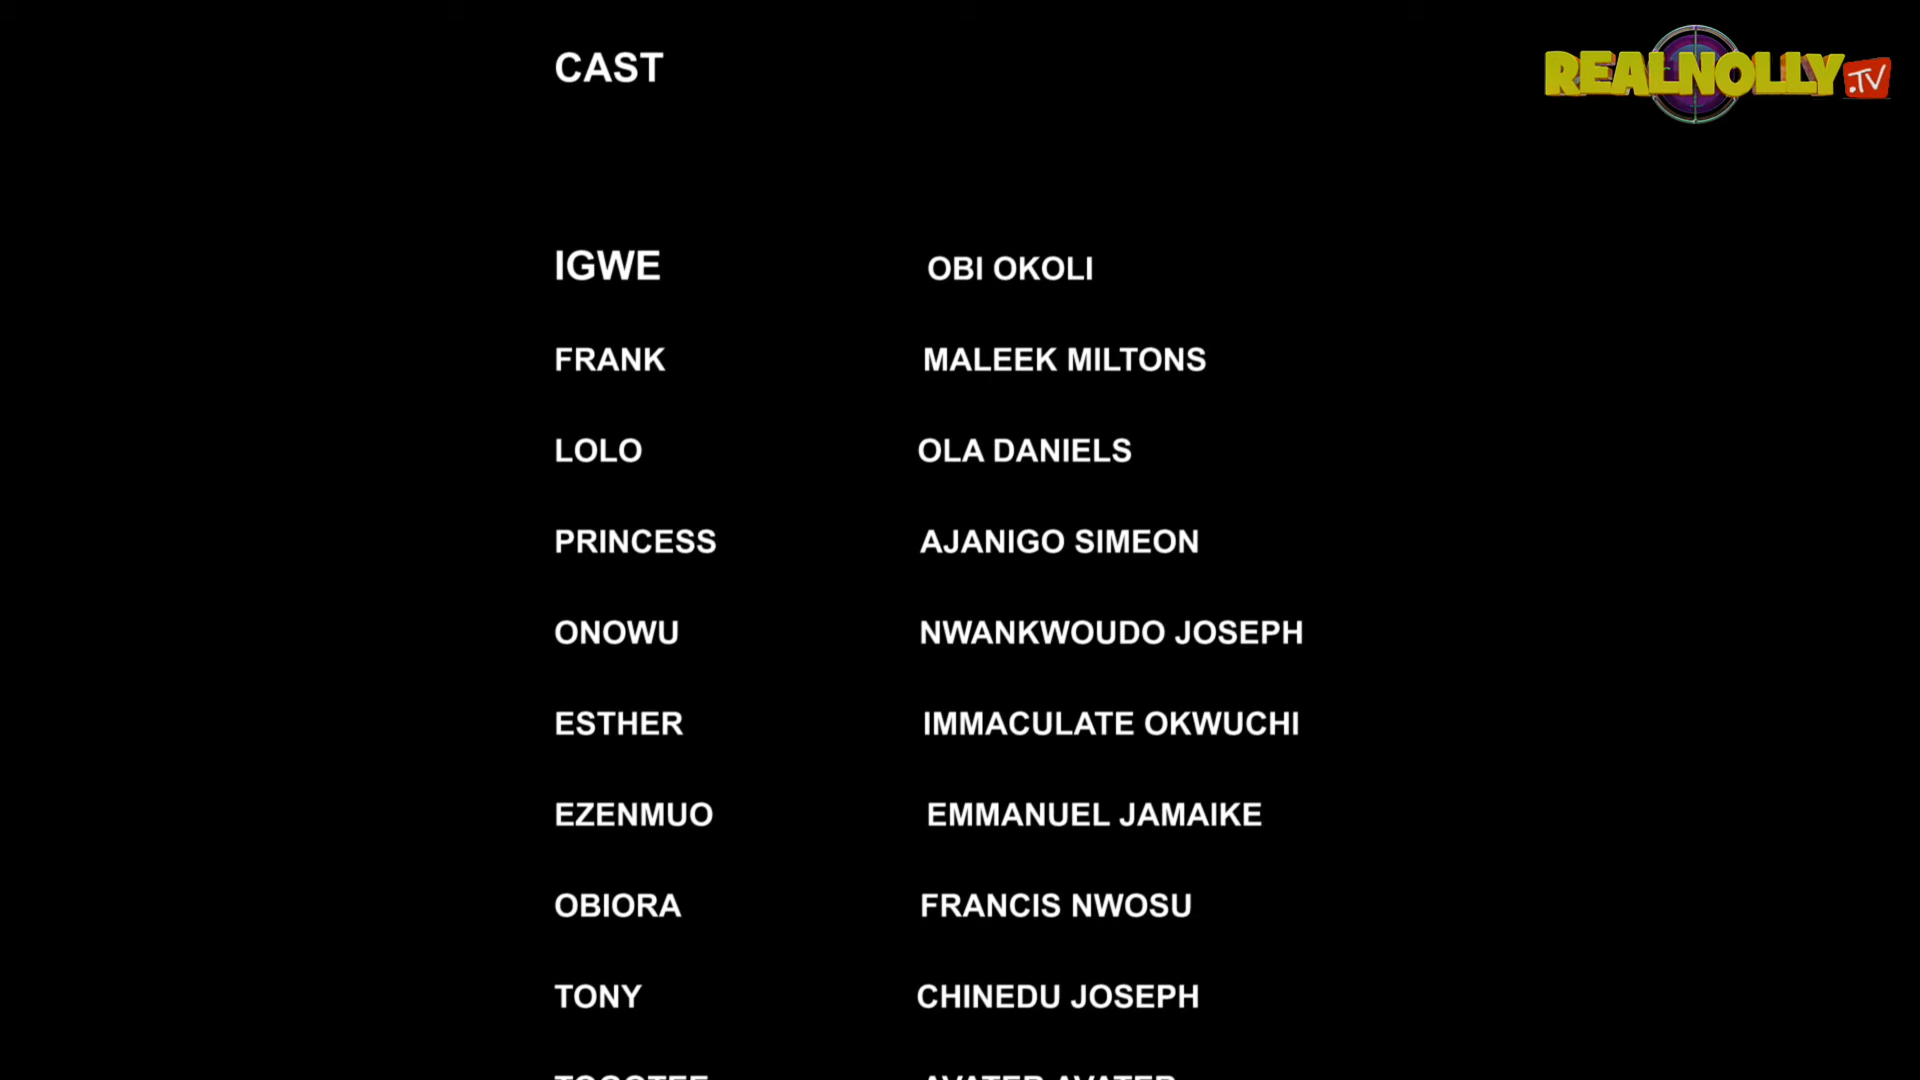 CAST
REALNOLLY.TV
IGWE OBI OKOLI
FRANK MALEEK MILTONS
LOLO OLA DANIELS
PRINCESS AJANIGO SIMEON
ONOWU NWANKWOUDO JOSEPH
ESTHER IMMACULATE OKWUCHI
EZENMUO EMMANUEL JAMAIKE
OBIORA FRANCIS NWOSU
TONY CHINEDU JOSEPH